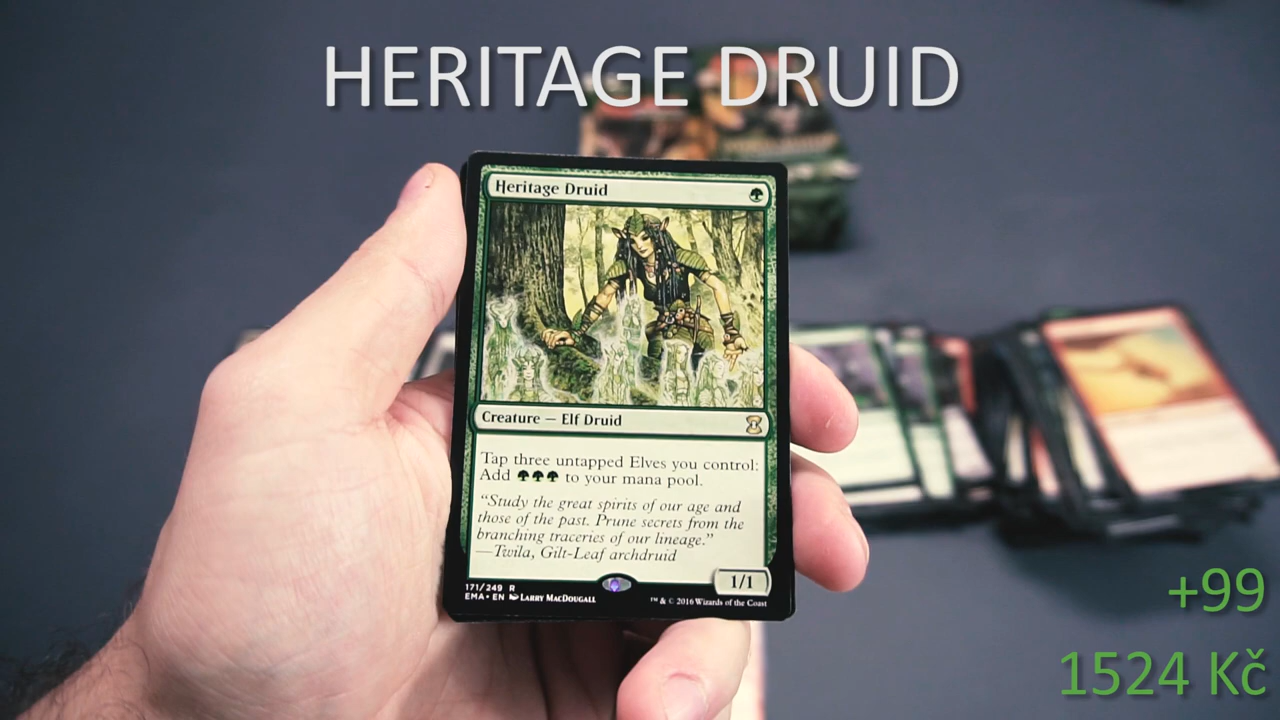 HERITAGE DRUID
Heritage Druid
Creature — Elf Druid
Tap three untapped Elves you control:
Add to your mana pool.
“Study the great spirits of our age and
those of the past. Prune secrets from the
branching traceries of our lineage.”
—Twila, Gilt-Leaf archdruid
1/1
171/249 R
EMA • EN LARRY MACDOUGALL
™ & © 2016 Wizards of the Coast
+99
1524 Kč